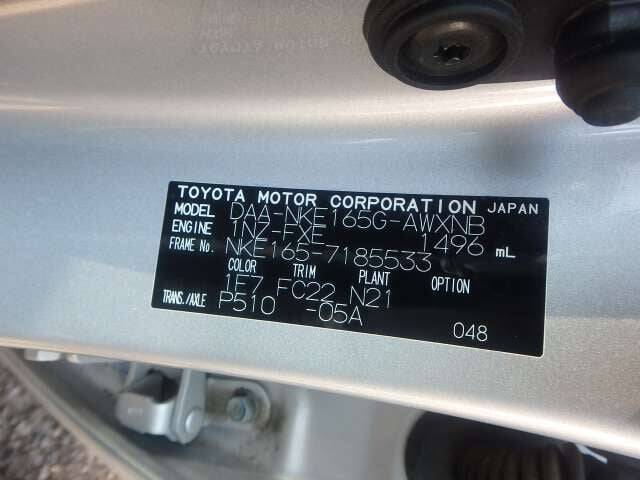 TOYOTA MOTOR CORPORATION JAPAN
MODEL DAA-NKE165G-AWXNB
ENGINE 1NZ-FXE 1496 mL
FRAME No. NKE165-7185533
COLOR TRIM PLANT OPTION
1E7 FC22 N21
TRANS./AXLE P510 -05A
048